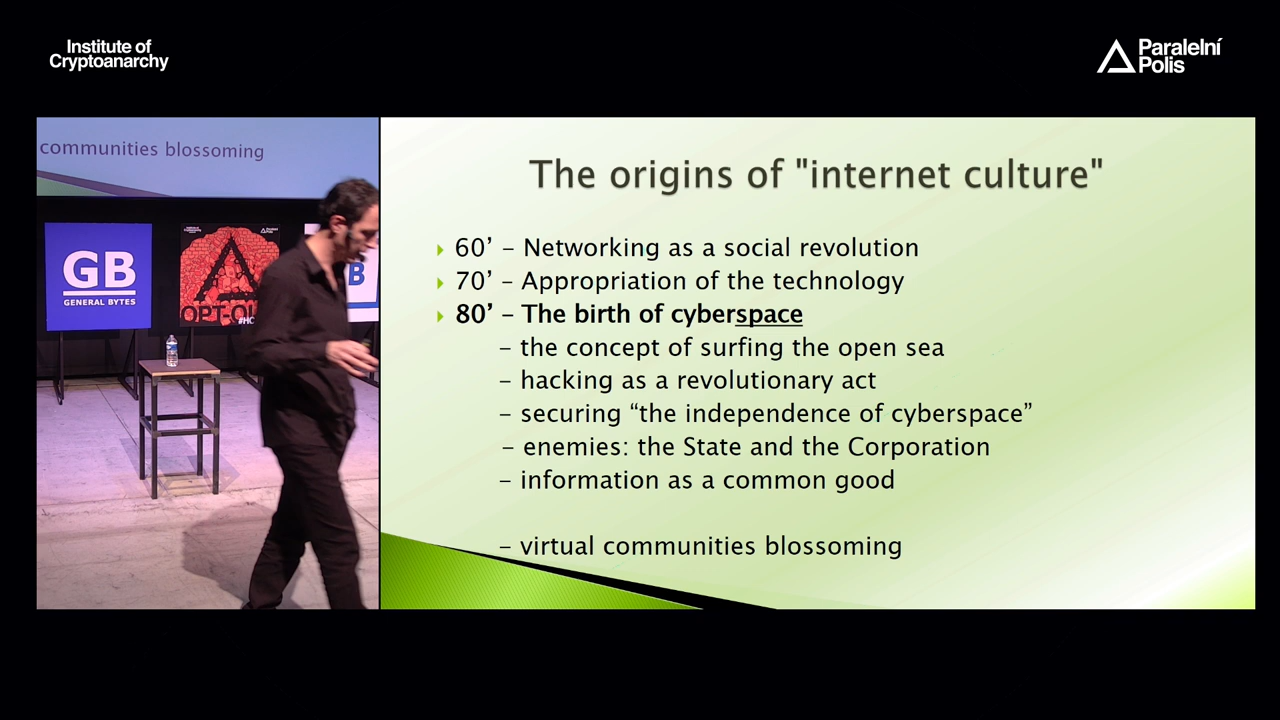 Institute of
Cryptoanarchy
Paralelní
Polis
communities blossoming
GB
GENERAL BYTES
OPT-OU
#HC
B
The origins of "internet culture"
60’ – Networking as a social revolution
70’ – Appropriation of the technology
80’ – The birth of cyberspace
– the concept of surfing the open sea
– hacking as a revolutionary act
– securing “the independence of cyberspace”
– enemies: the State and the Corporation
– information as a common good
– virtual communities blossoming